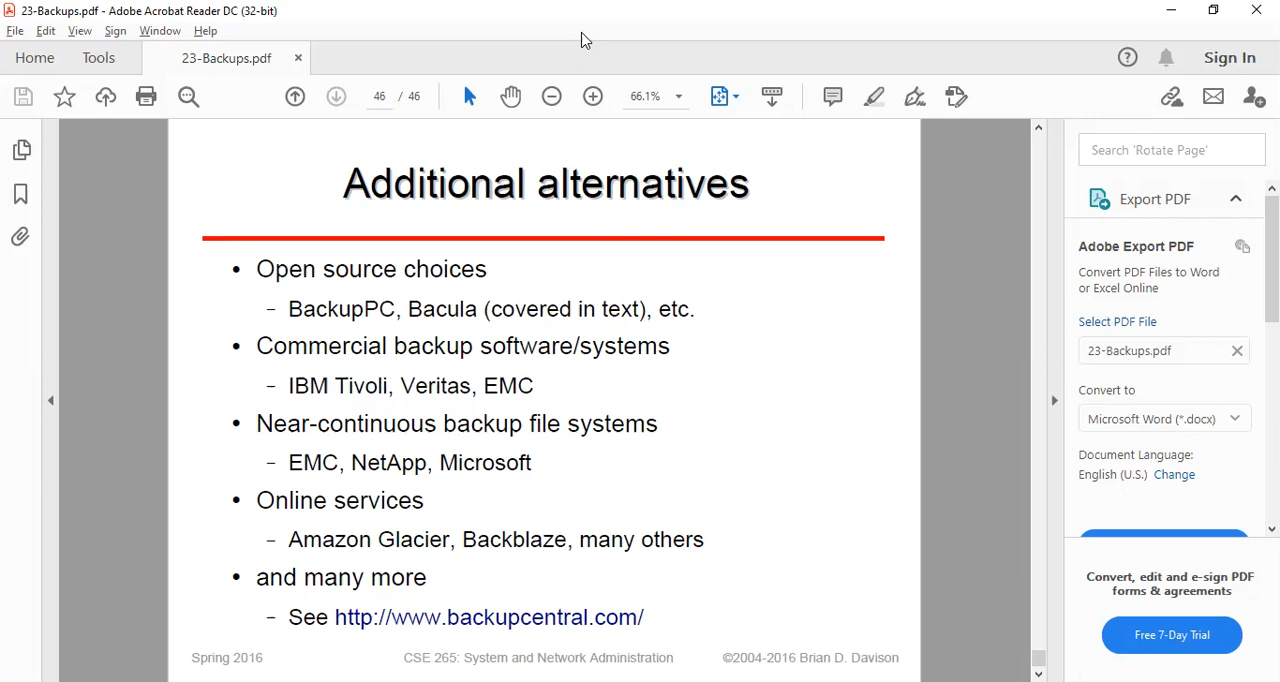 23-Backups.pdf - Adobe Acrobat Reader DC (32-bit)
File Edit View Sign Window Help
Home Tools 23-Backups.pdf × Sign In
46 / 46 66.1%
Search 'Rotate Page'
Export PDF
Adobe Export PDF
Convert PDF Files to Word
or Excel Online
Select PDF File
23-Backups.pdf
Convert to
Microsoft Word (*.docx)
Document Language:
English (U.S.) Change
Convert, edit and e-sign PDF
forms & agreements
Free 7-Day Trial
Additional alternatives
• Open source choices
– BackupPC, Bacula (covered in text), etc.
• Commercial backup software/systems
– IBM Tivoli, Veritas, EMC
• Near-continuous backup file systems
– EMC, NetApp, Microsoft
• Online services
– Amazon Glacier, Backblaze, many others
• and many more
– See http://www.backupcentral.com/
Spring 2016 CSE 265: System and Network Administration ©2004-2016 Brian D. Davison